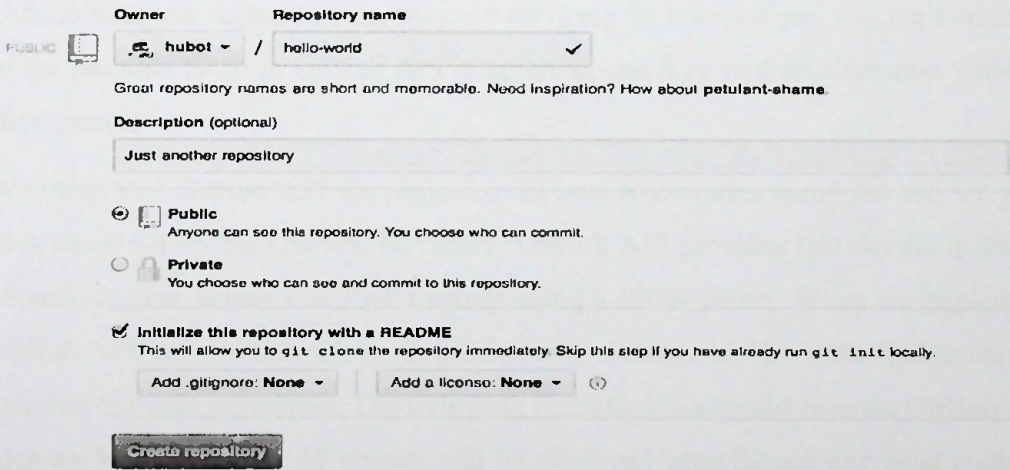 Owner Repository name
PUBLIC hubot / hello-world
Great repository names are short and memorable. Need inspiration? How about petulant-shame.
Description (optional)
Just another repository
Public
Anyone can see this repository. You choose who can commit.
Private
You choose who can see and commit to this repository.
Initialize this repository with a README
This will allow you to git clone the repository immediately. Skip this step if you have already run git init locally.
Add .gitignore: None Add a license: None
Create repository